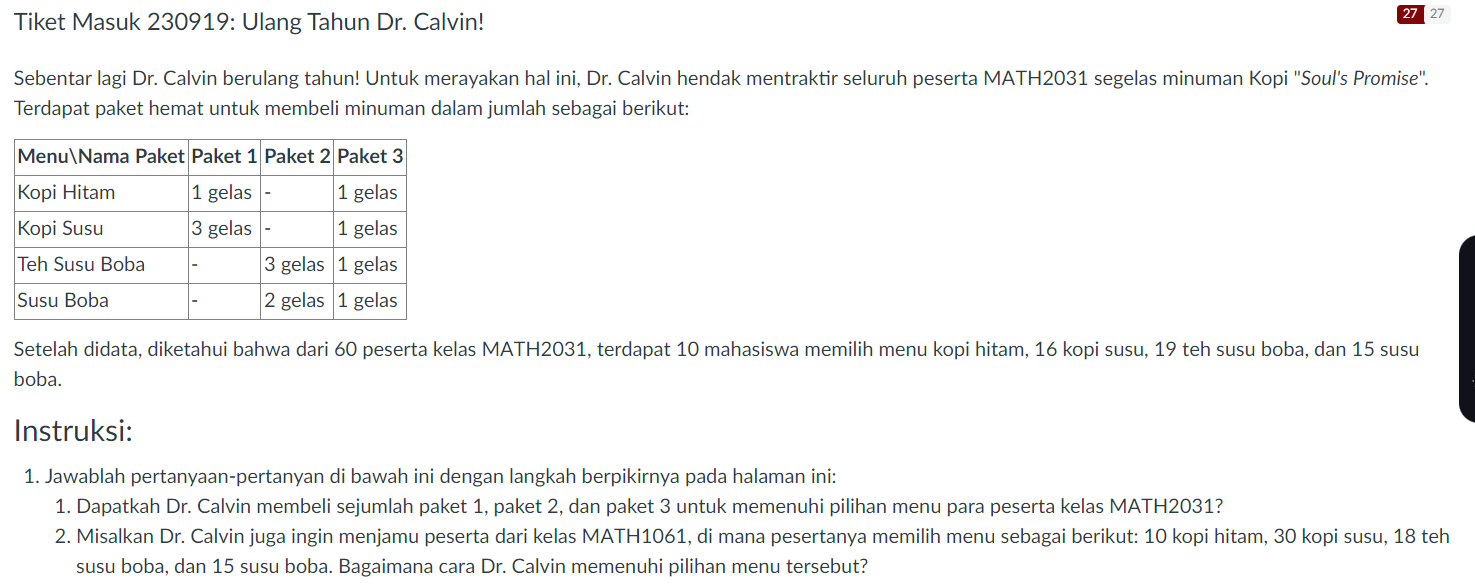 Tiket Masuk 230919: Ulang Tahun Dr. Calvin!
27 27
Sebentar lagi Dr. Calvin berulang tahun! Untuk merayakan hal ini, Dr. Calvin hendak mentraktir seluruh peserta MATH2031 segelas minuman Kopi "Soul's Promise".
Terdapat paket hemat untuk membeli minuman dalam jumlah sebagai berikut:
Menu\Nama Paket Paket 1 Paket 2 Paket 3
Kopi Hitam 1 gelas - 1 gelas
Kopi Susu 3 gelas - 1 gelas
Teh Susu Boba - 3 gelas 1 gelas
Susu Boba - 2 gelas 1 gelas
Setelah didata, diketahui bahwa dari 60 peserta kelas MATH2031, terdapat 10 mahasiswa memilih menu kopi hitam, 16 kopi susu, 19 teh susu boba, dan 15 susu
boba.
Instruksi:
1. Jawablah pertanyaan-pertanyan di bawah ini dengan langkah berpikirnya pada halaman ini:
1. Dapatkah Dr. Calvin membeli sejumlah paket 1, paket 2, dan paket 3 untuk memenuhi pilihan menu para peserta kelas MATH2031?
2. Misalkan Dr. Calvin juga ingin menjamu peserta dari kelas MATH1061, di mana pesertanya memilih menu sebagai berikut: 10 kopi hitam, 30 kopi susu, 18 teh
susu boba, dan 15 susu boba. Bagaimana cara Dr. Calvin memenuhi pilihan menu tersebut?